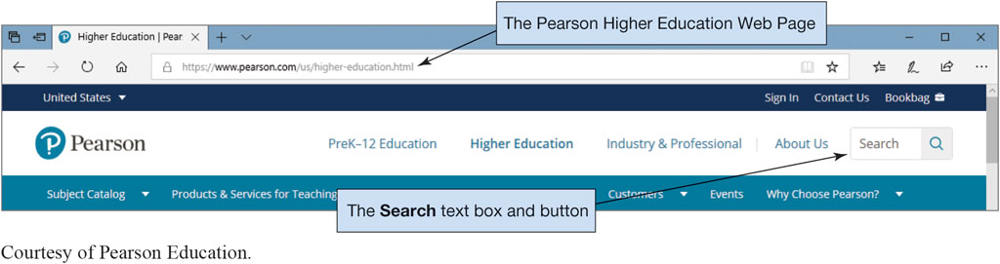 The Pearson Higher Education Web Page
Higher Education | Pear
https://www.pearson.com/us/higher-education.html
United States
Sign In Contact Us Bookbag
Pearson PreK–12 Education Higher Education Industry & Professional About Us Search
Subject Catalog Products & Services for Teaching Customers Events Why Choose Pearson?
The Search text box and button
Courtesy of Pearson Education.